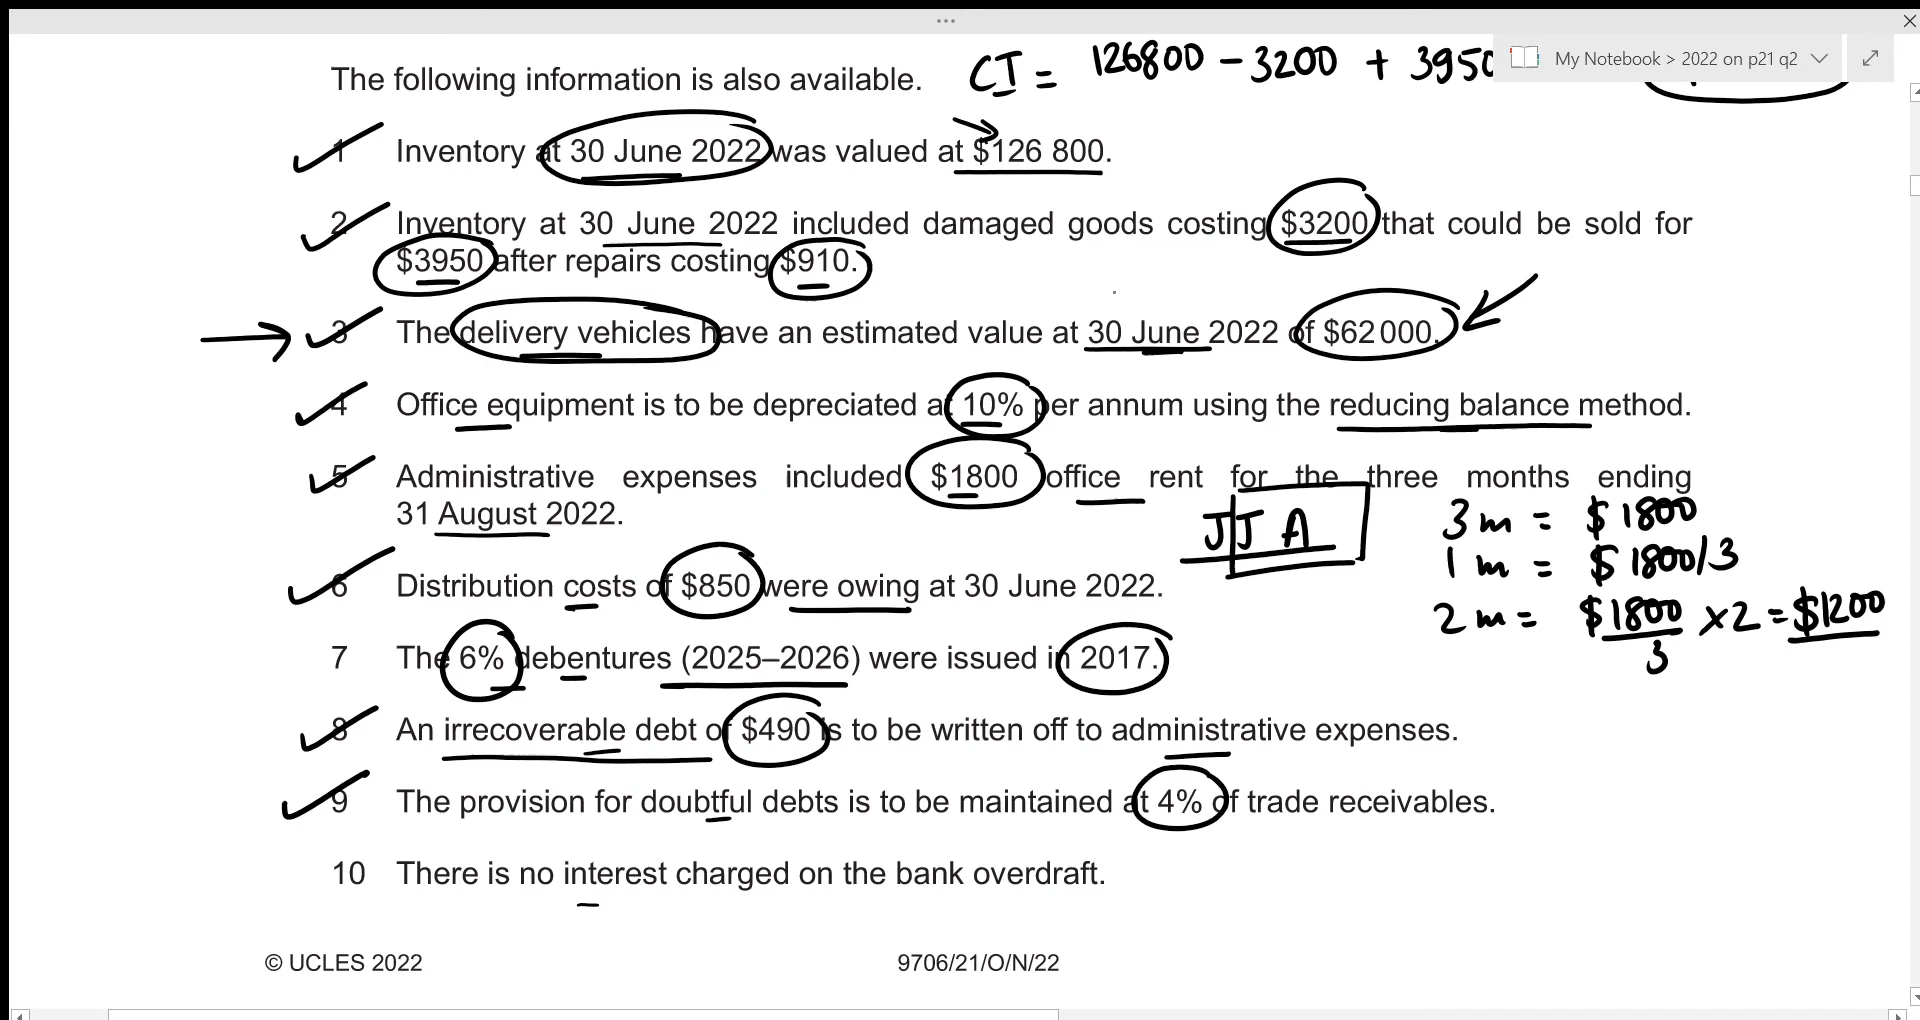 My Notebook > 2022 on p21 q2
CI = 126800 - 3200 + 3950
The following information is also available.
1 Inventory at 30 June 2022 was valued at $126 800.
2 Inventory at 30 June 2022 included damaged goods costing $3200 that could be sold for
$3950 after repairs costing $910.
3 The delivery vehicles have an estimated value at 30 June 2022 of $62 000.
4 Office equipment is to be depreciated at 10% per annum using the reducing balance method.
5 Administrative expenses included $1800 office rent for the three months ending
31 August 2022.
J J A
3 m = $1800
1 m = $1800/3
2 m = $1800/3 x2 = $1200
6 Distribution costs of $850 were owing at 30 June 2022.
7 The 6% debentures (2025–2026) were issued in 2017.
8 An irrecoverable debt of $490 is to be written off to administrative expenses.
9 The provision for doubtful debts is to be maintained at 4% of trade receivables.
10 There is no interest charged on the bank overdraft.
© UCLES 2022 9706/21/O/N/22